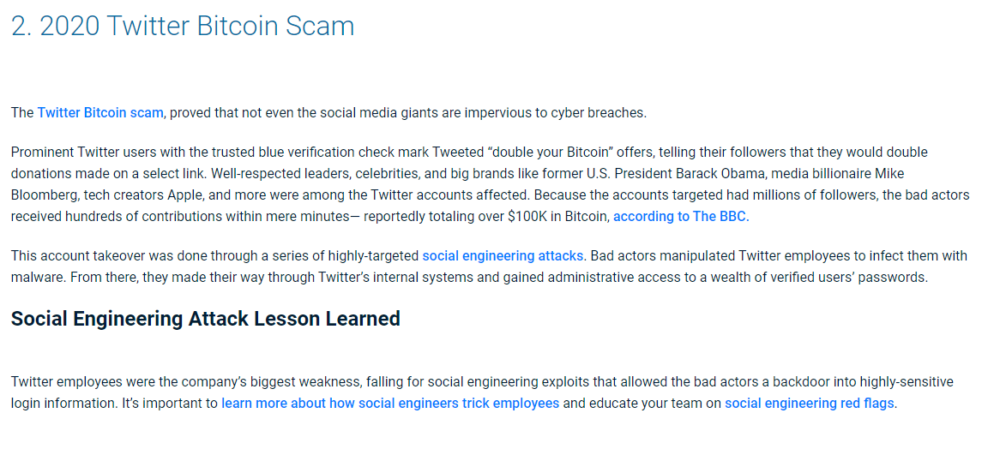 2. 2020 Twitter Bitcoin Scam
The Twitter Bitcoin scam, proved that not even the social media giants are impervious to cyber breaches.
Prominent Twitter users with the trusted blue verification check mark Tweeted “double your Bitcoin” offers, telling their followers that they would double
donations made on a select link. Well-respected leaders, celebrities, and big brands like former U.S. President Barack Obama, media billionaire Mike
Bloomberg, tech creators Apple, and more were among the Twitter accounts affected. Because the accounts targeted had millions of followers, the bad actors
received hundreds of contributions within mere minutes— reportedly totaling over $100K in Bitcoin, according to The BBC.
This account takeover was done through a series of highly-targeted social engineering attacks. Bad actors manipulated Twitter employees to infect them with
malware. From there, they made their way through Twitter’s internal systems and gained administrative access to a wealth of verified users’ passwords.
Social Engineering Attack Lesson Learned
Twitter employees were the company’s biggest weakness, falling for social engineering exploits that allowed the bad actors a backdoor into highly-sensitive
login information. It’s important to learn more about how social engineers trick employees and educate your team on social engineering red flags.